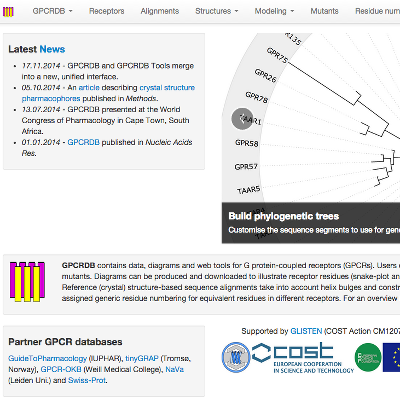 GPCRDB Receptors Alignments Structures Modeling Mutants Residue num
Latest News
17.11.2014 - GPCRDB and GPCRDB Tools merge
into a new, unified interface.
05.10.2014 - An article describing crystal structure
pharmacophores published in Methods.
13.07.2014 - GPCRDB presented at the World
Congress of Pharmacology in Cape Town, South
Africa.
01.01.2014 - GPCRDB published in Nucleic Acids
Res.
R135
GPR75
GPR26
GPR78
TAAR1
GPR58
GPR57
TAAR5
Build phylogenetic trees
Customise the sequence segments to use for gene
GPCRDB contains data, diagrams and web tools for G protein-coupled receptors (GPCRs). Users
mutants. Diagrams can be produced and downloaded to illustrate receptor residues (snake-plot an
Reference (crystal) structure-based sequence alignments take into account helix bulges and constr
assigned generic residue numbering for equivalent residues in different receptors. For an overview
Partner GPCR databases
GuideToPharmacology (IUPHAR), tinyGRAP (Tromsø,
Norway), GPCR-OKB (Weill Medical College), NaVa
(Leiden Uni.) and Swiss-Prot.
Supported by GLISTEN (COST Action CM1207
cost
EUROPEAN COOPERATION
IN SCIENCE AND TECHNOLOGY